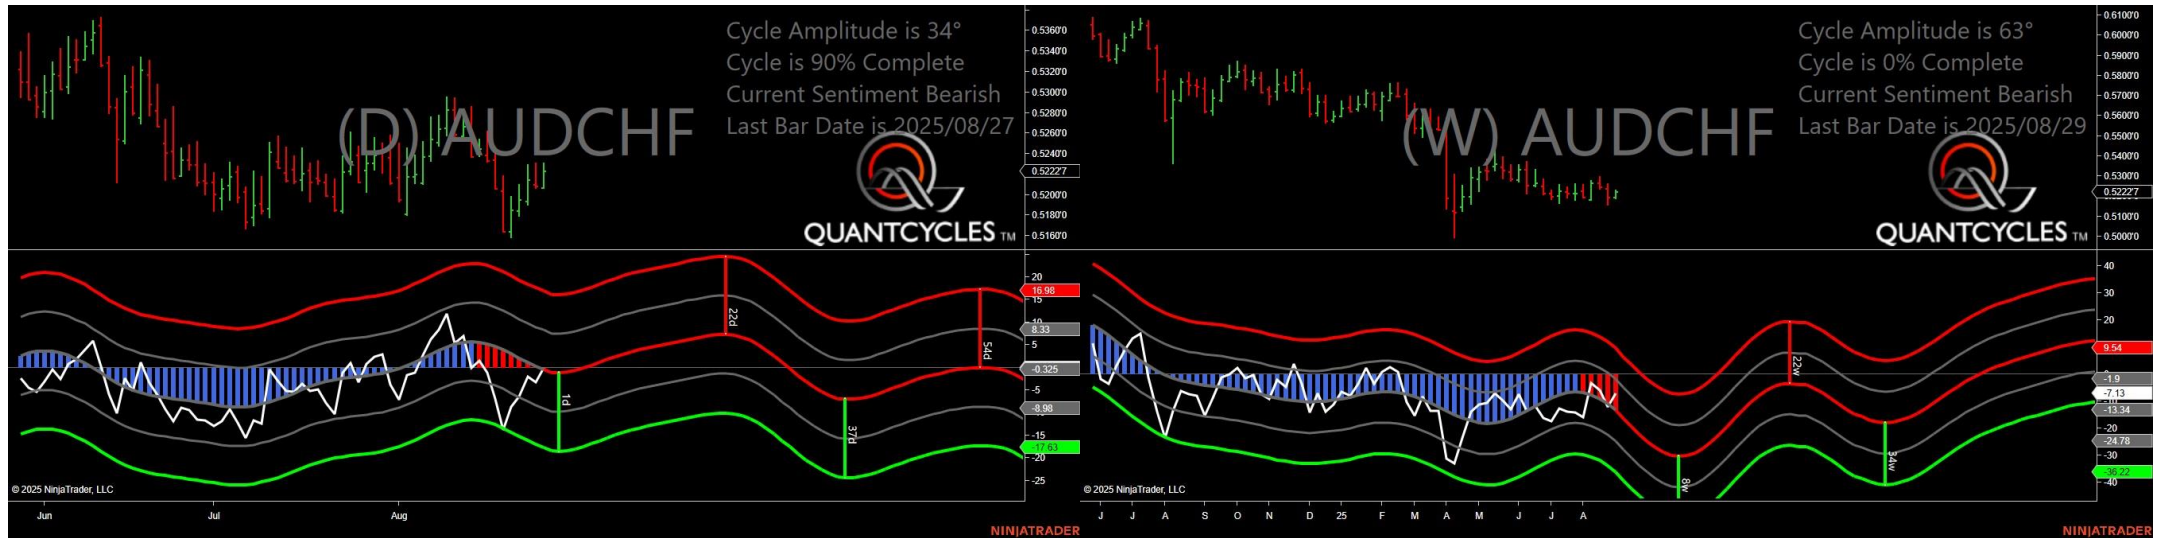 Cycle Amplitude is 34°
Cycle is 90% Complete
Current Sentiment Bearish
Last Bar Date is 2025/08/27
(D) AUDCHF
QUANTCYCLES TM
0.5360'0
0.5340'0
0.5320'0
0.5300'0
0.5280'0
0.5260'0
0.5240'0
0.5222'7
0.5200'0
0.5180'0
0.5160'0
20
16.98
15
10
8.33
5
-0.325
-5
-8.98
-15
-17.63
-20
-25
22d
54d
1d
37d
© 2025 NinjaTrader, LLC
Jun
Jul
Aug
NINJATRADER
Cycle Amplitude is 63°
Cycle is 0% Complete
Current Sentiment Bearish
Last Bar Date is 2025/08/29
(W) AUDCHF
QUANTCYCLES TM
0.6100'0
0.6000'0
0.5900'0
0.5800'0
0.5700'0
0.5600'0
0.5500'0
0.5400'0
0.5300'0
0.5222'7
0.5100'0
0.5000'0
40
30
20
9.54
-1.9
-7.13
-13.34
-20
-24.78
-30
-36.22
-40
22w
8w
34w
© 2025 NinjaTrader, LLC
J
J
A
S
O
N
D
25
F
M
A
M
J
J
A
NINJATRADER